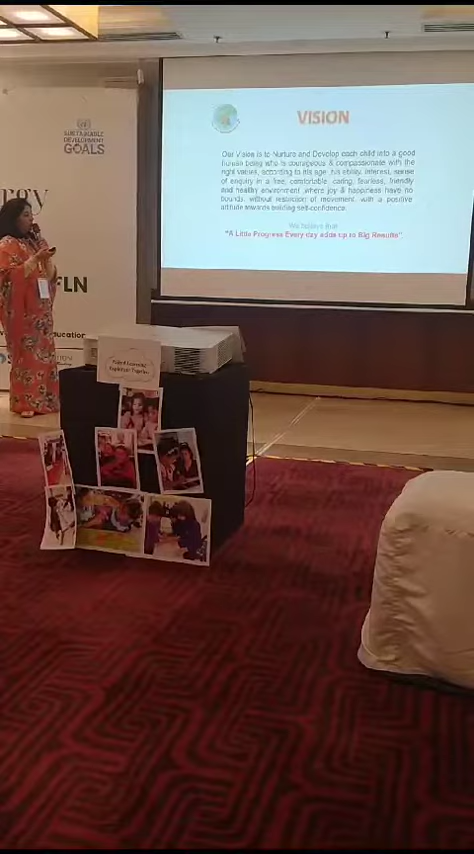 VISION
SUSTAINABLE
DEVELOPMENT
GOALS
Our Vision is to Nurture and Develop each child into a good
human being who is courageous & compassionate with the
right values, according to its age, his ability, interest, sense
of enquiry in a free, comfortable, caring, fearless, friendly
and healthy environment where joy & happiness have no
bounds, without restriction of movement, with a positive
attitude towards building self-confidence.
We believe that
"A Little Progress Every day adds up to Big Results"
FLN